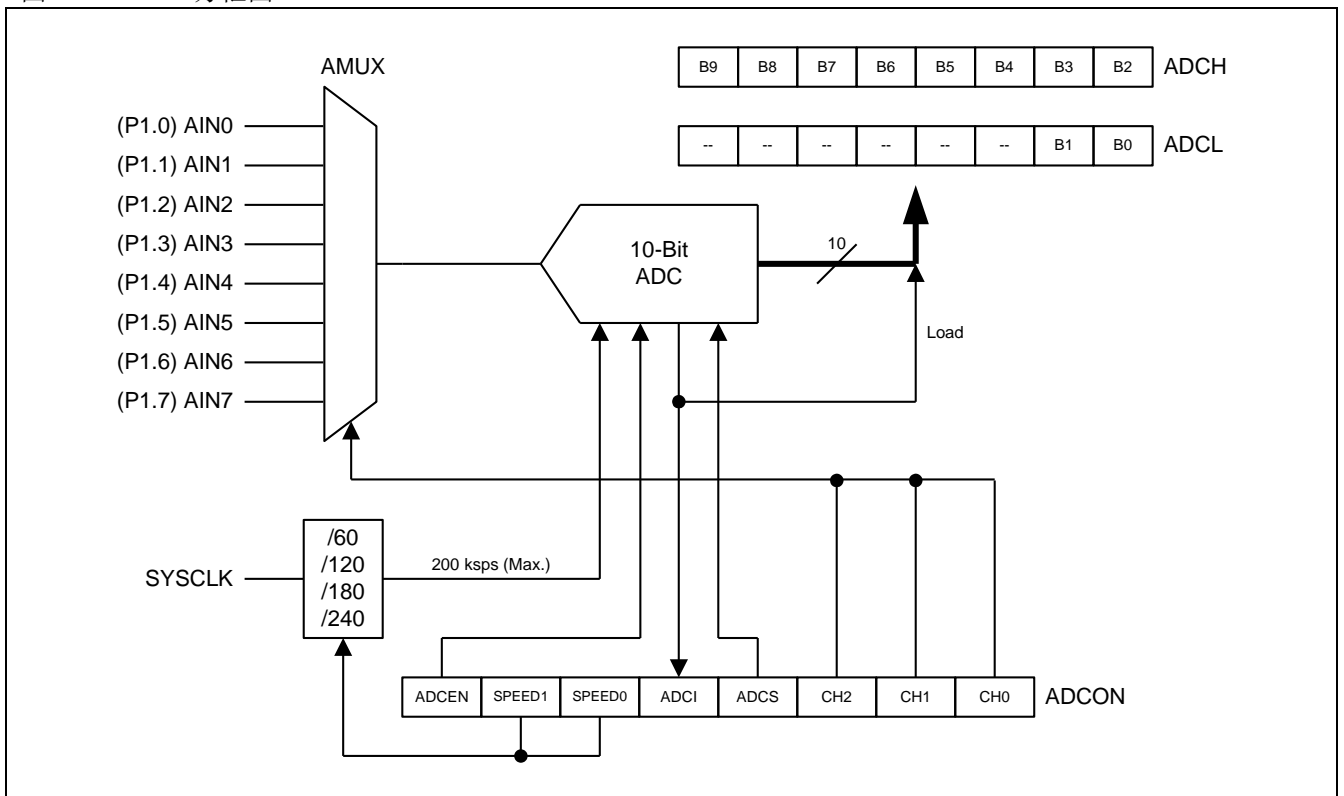 AMUX
B9 B8 B7 B6 B5 B4 B3 B2 ADCH
(P1.0) AIN0
-- -- -- -- -- -- B1 B0 ADCL
(P1.1) AIN1
(P1.2) AIN2
(P1.3) AIN3
(P1.4) AIN4
(P1.5) AIN5
(P1.6) AIN6
(P1.7) AIN7
10-Bit
ADC
10
Load
SYSCLK
/60
/120
/180
/240
200 ksps (Max.)
ADCEN SPEED1 SPEED0 ADCI ADCS CH2 CH1 CH0 ADCON